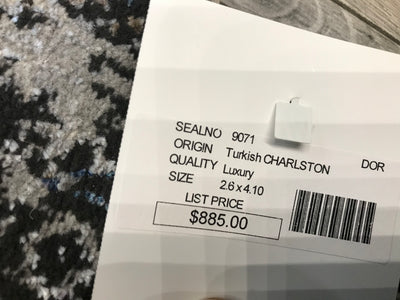 SEALNO 9071
ORIGIN Turkish CHARLSTON DOR
QUALITY Luxury
SIZE 2.6 x 4.10
LIST PRICE
$885.00